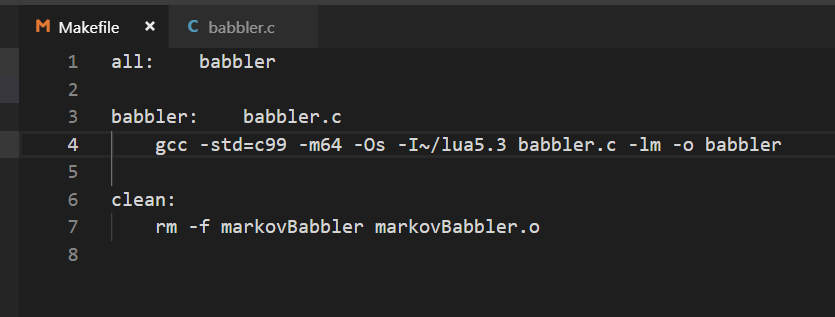 M Makefile × C babbler.c
1 all:    babbler
2
3 babbler:    babbler.c
4     gcc -std=c99 -m64 -Os -I~/lua5.3 babbler.c -lm -o babbler
5
6 clean:
7     rm -f markovBabbler markovBabbler.o
8